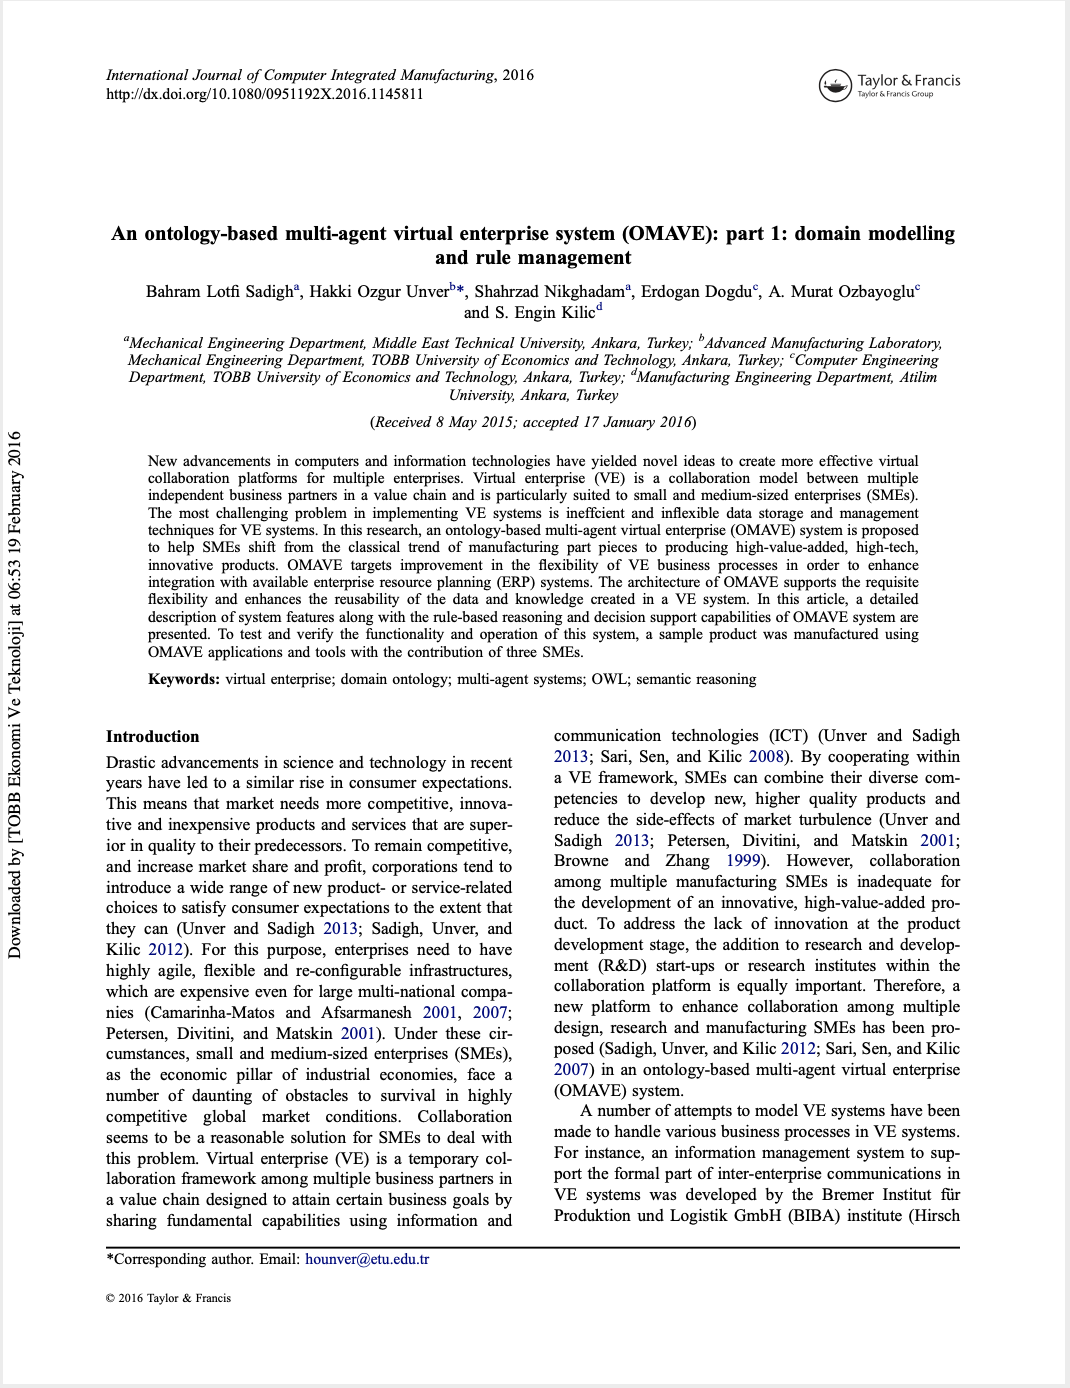 International Journal of Computer Integrated Manufacturing, 2016
http://dx.doi.org/10.1080/0951192X.2016.1145811
Taylor & Francis
Taylor & Francis Group
An ontology-based multi-agent virtual enterprise system (OMAVE): part 1: domain modelling
and rule management
Bahram Lotfi Sadighᵃ, Hakki Ozgur Unverᵇ*, Shahrzad Nikghadamᵃ, Erdogan Dogduᶜ, A. Murat Ozbayogluᶜ
and S. Engin Kilicᵈ
ᵃMechanical Engineering Department, Middle East Technical University, Ankara, Turkey; ᵇAdvanced Manufacturing Laboratory,
Mechanical Engineering Department, TOBB University of Economics and Technology, Ankara, Turkey; ᶜComputer Engineering
Department, TOBB University of Economics and Technology, Ankara, Turkey; ᵈManufacturing Engineering Department, Atilim
University, Ankara, Turkey
(Received 8 May 2015; accepted 17 January 2016)
New advancements in computers and information technologies have yielded novel ideas to create more effective virtual
collaboration platforms for multiple enterprises. Virtual enterprise (VE) is a collaboration model between multiple
independent business partners in a value chain and is particularly suited to small and medium-sized enterprises (SMEs).
The most challenging problem in implementing VE systems is ineffcient and inflexible data storage and management
techniques for VE systems. In this research, an ontology-based multi-agent virtual enterprise (OMAVE) system is proposed
to help SMEs shift from the classical trend of manufacturing part pieces to producing high-value-added, high-tech,
innovative products. OMAVE targets improvement in the flexibility of VE business processes in order to enhance
integration with available enterprise resource planning (ERP) systems. The architecture of OMAVE supports the requisite
flexibility and enhances the reusability of the data and knowledge created in a VE system. In this article, a detailed
description of system features along with the rule-based reasoning and decision support capabilities of OMAVE system are
presented. To test and verify the functionality and operation of this system, a sample product was manufactured using
OMAVE applications and tools with the contribution of three SMEs.
Keywords: virtual enterprise; domain ontology; multi-agent systems; OWL; semantic reasoning
Introduction
Drastic advancements in science and technology in recent
years have led to a similar rise in consumer expectations.
This means that market needs more competitive, innova-
tive and inexpensive products and services that are super-
ior in quality to their predecessors. To remain competitive,
and increase market share and profit, corporations tend to
introduce a wide range of new product- or service-related
choices to satisfy consumer expectations to the extent that
they can (Unver and Sadigh 2013; Sadigh, Unver, and
Kilic 2012). For this purpose, enterprises need to have
highly agile, flexible and re-configurable infrastructures,
which are expensive even for large multi-national compa-
nies (Camarinha-Matos and Afsarmanesh 2001, 2007;
Petersen, Divitini, and Matskin 2001). Under these cir-
cumstances, small and medium-sized enterprises (SMEs),
as the economic pillar of industrial economies, face a
number of daunting of obstacles to survival in highly
competitive global market conditions. Collaboration
seems to be a reasonable solution for SMEs to deal with
this problem. Virtual enterprise (VE) is a temporary col-
laboration framework among multiple business partners in
a value chain designed to attain certain business goals by
sharing fundamental capabilities using information and
communication technologies (ICT) (Unver and Sadigh
2013; Sari, Sen, and Kilic 2008). By cooperating within
a VE framework, SMEs can combine their diverse com-
petencies to develop new, higher quality products and
reduce the side-effects of market turbulence (Unver and
Sadigh 2013; Petersen, Divitini, and Matskin 2001;
Browne and Zhang 1999). However, collaboration
among multiple manufacturing SMEs is inadequate for
the development of an innovative, high-value-added pro-
duct. To address the lack of innovation at the product
development stage, the addition to research and develop-
ment (R&D) start-ups or research institutes within the
collaboration platform is equally important. Therefore, a
new platform to enhance collaboration among multiple
design, research and manufacturing SMEs has been pro-
posed (Sadigh, Unver, and Kilic 2012; Sari, Sen, and Kilic
2007) in an ontology-based multi-agent virtual enterprise
(OMAVE) system.
A number of attempts to model VE systems have been
made to handle various business processes in VE systems.
For instance, an information management system to sup-
port the formal part of inter-enterprise communications in
VE systems was developed by the Bremer Institut für
Produktion und Logistik GmbH (BIBA) institute (Hirsch
*Corresponding author. Email: hounver@etu.edu.tr
© 2016 Taylor & Francis
Downloaded by [TOBB Ekonomi Ve Teknoloji] at 06:53 19 February 2016